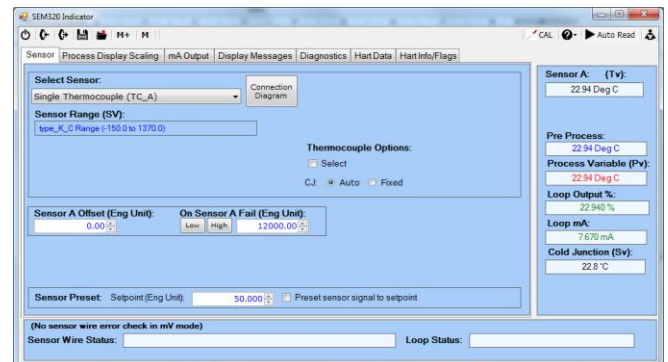 SEM320 Indicator
M+ M CAL Auto Read
Sensor Process Display Scaling mA Output Display Messages Diagnostics Hart Data Hart Info/Flags
Select Sensor:
Single Thermocouple (TC_A)
Connection
Diagram
Sensor Range (SV):
type_K_C Range (-150.0 to 1370.0)
Thermocouple Options:
Select
CJ: Auto Fixed
Sensor A Offset (Eng Unit):
0.00
On Sensor A Fail (Eng Unit):
Low High 12000.00
Sensor Preset: Setpoint (Eng Unit): 50.000 Preset sensor signal to setpoint
Sensor A: (Tv):
22.94 Deg C
Pre Process:
22.94 Deg C
Process Variable (Pv):
22.94 Deg C
Loop Output %:
22.940 %
Loop mA:
7.670 mA
Cold Junction (Sv):
22.8 °C
(No sensor wire error check in mV mode)
Sensor Wire Status: Loop Status: